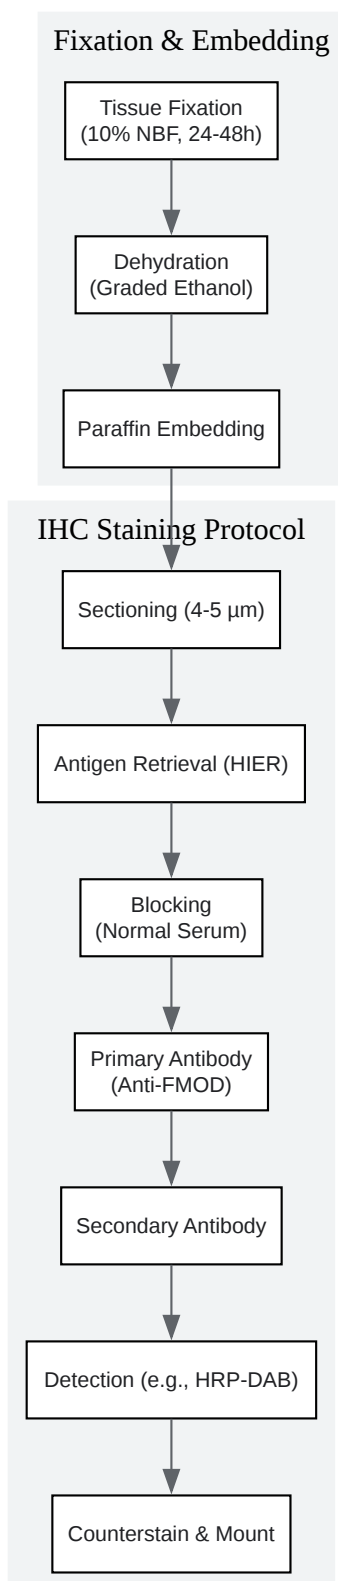 Fixation & Embedding
Tissue Fixation
(10% NBF, 24-48h)
Dehydration
(Graded Ethanol)
Paraffin Embedding
IHC Staining Protocol
Sectioning (4-5 µm)
Antigen Retrieval (HIER)
Blocking
(Normal Serum)
Primary Antibody
(Anti-FMOD)
Secondary Antibody
Detection (e.g., HRP-DAB)
Counterstain & Mount